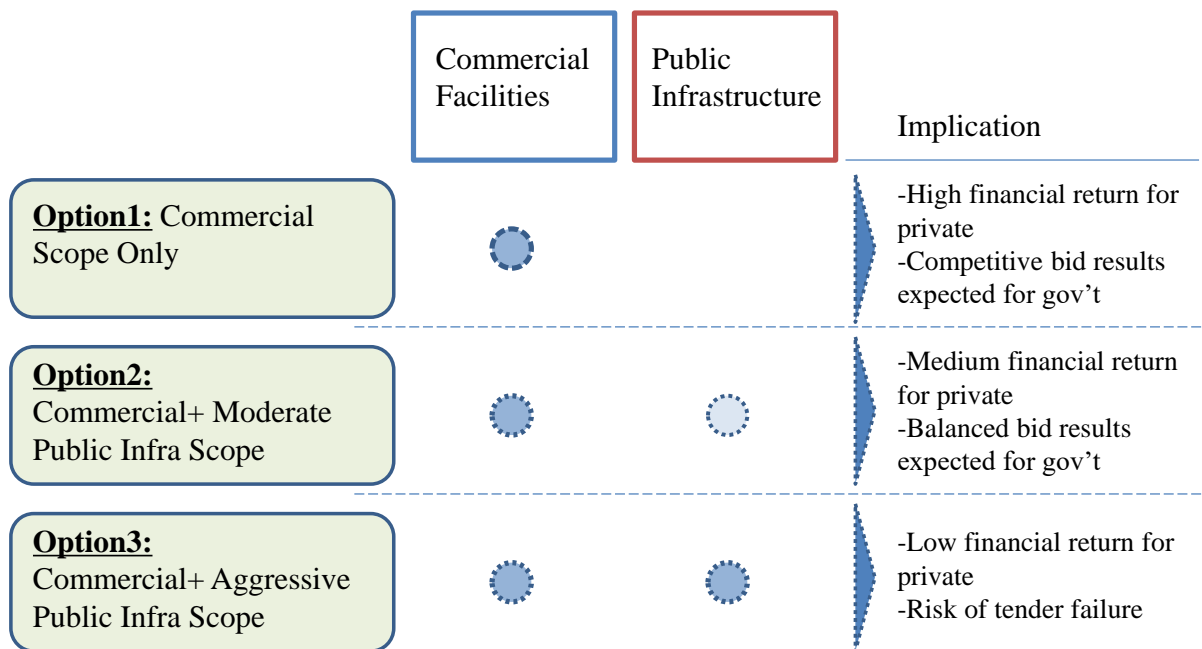 Commercial
Facilities
Public
Infrastructure
Implication
Option1: Commercial
Scope Only
-High financial return for
private
-Competitive bid results
expected for gov’t
Option2:
Commercial+ Moderate
Public Infra Scope
-Medium financial return
for private
-Balanced bid results
expected for gov’t
Option3:
Commercial+ Aggressive
Public Infra Scope
-Low financial return for
private
-Risk of tender failure